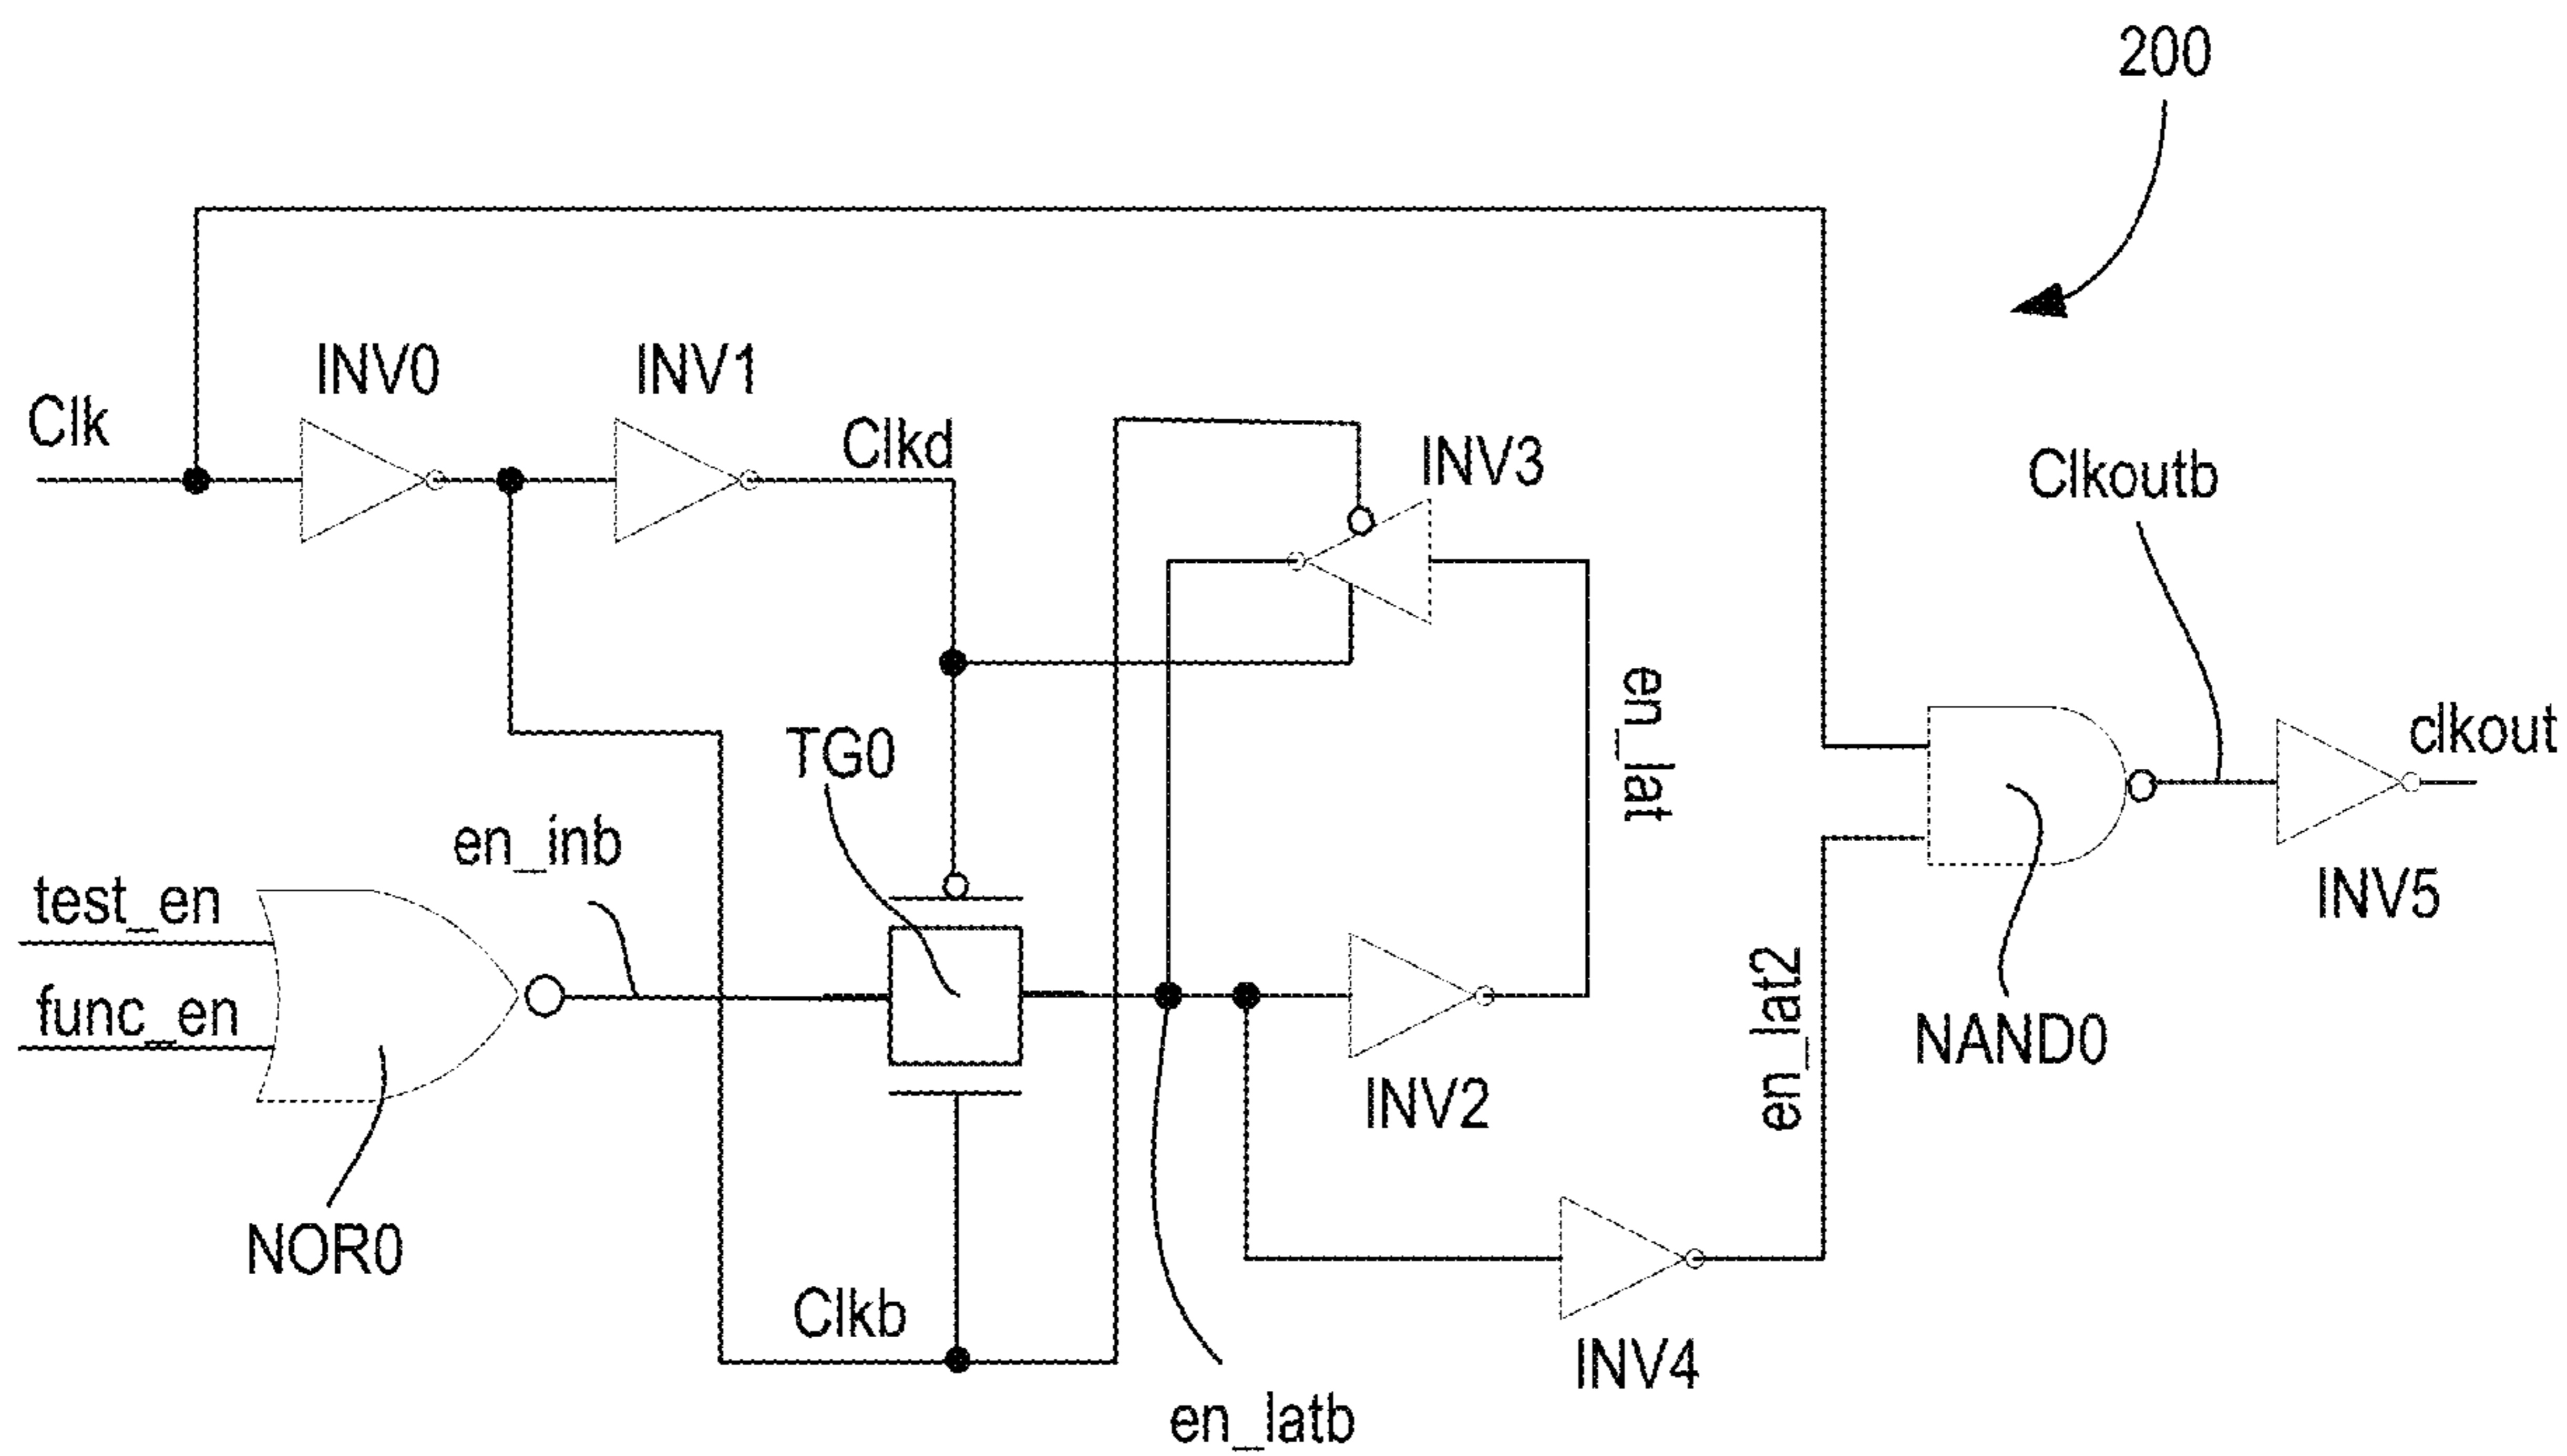 200
INV0
INV1
Clk
Clkd
INV3
Clkoutb
en_lat
TG0
clkout
en_inb
test_en
INV5
func_en
en_lat2
NAND0
INV2
NOR0
Clkb
INV4
en_latb